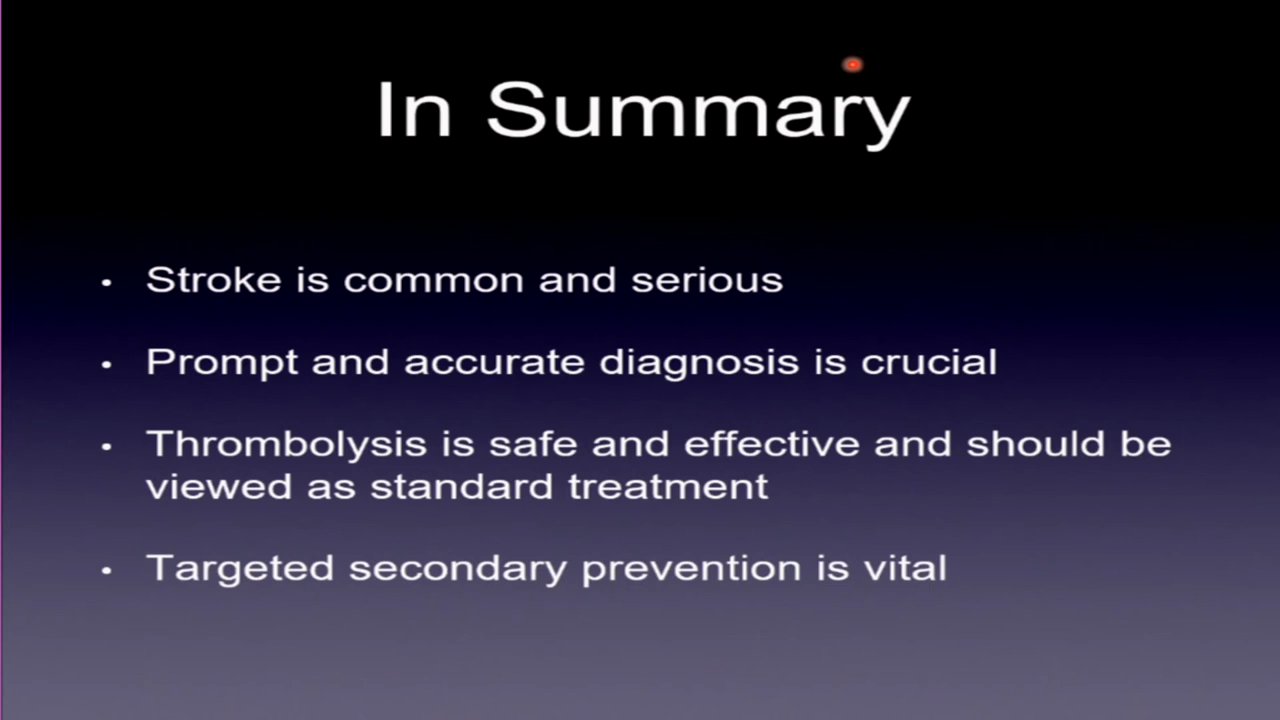 In Summary
• Stroke is common and serious
• Prompt and accurate diagnosis is crucial
• Thrombolysis is safe and effective and should be
viewed as standard treatment
• Targeted secondary prevention is vital